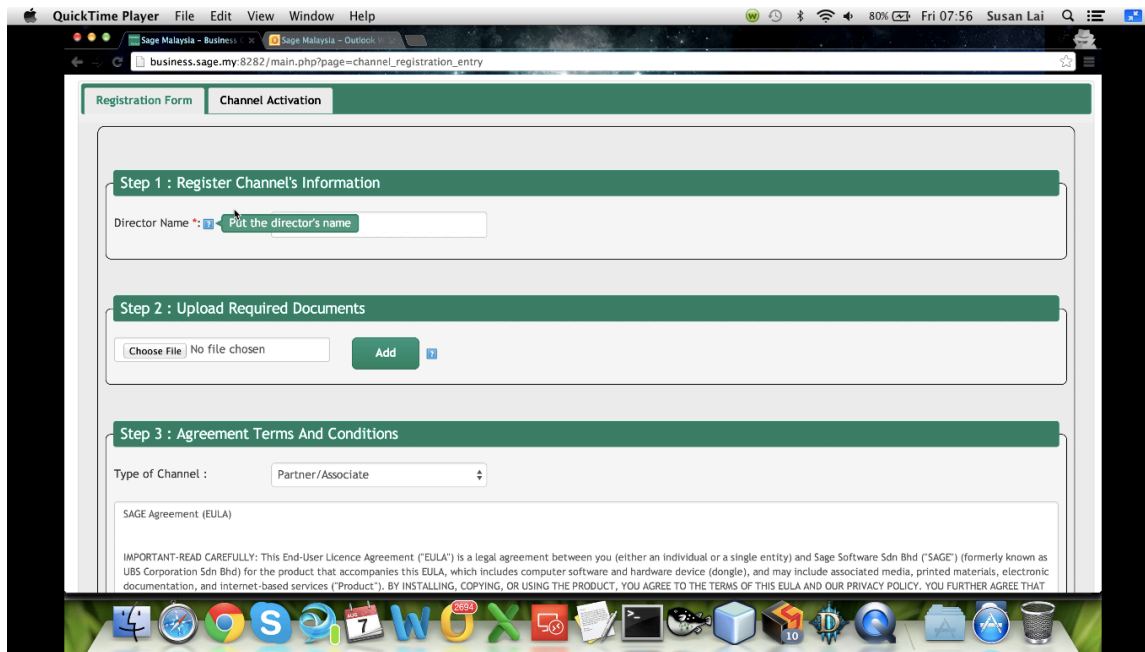 QuickTime Player File Edit View Window Help 80% Fri 07:56 Susan Lai
Sage Malaysia - Business Sage Malaysia - Outlook
business.sage.my:8282/main.php?page=channel_registration_entry
Registration Form Channel Activation
Step 1 : Register Channel's Information
Director Name *: ? Put the director's name
Step 2 : Upload Required Documents
Choose File No file chosen Add ?
Step 3 : Agreement Terms And Conditions
Type of Channel : Partner/Associate
SAGE Agreement (EULA)
IMPORTANT-READ CAREFULLY: This End-User Licence Agreement ("EULA") is a legal agreement between you (either an individual or a single entity) and Sage Software Sdn Bhd ("SAGE") (formerly known as
UBS Corporation Sdn Bhd) for the product that accompanies this EULA, which includes computer software and hardware device (dongle), and may include associated media, printed materials, electronic
documentation, and internet-based services ("Product"). BY INSTALLING, COPYING, OR USING THE PRODUCT, YOU AGREE TO THE TERMS OF THIS EULA AND OUR PRIVACY POLICY. YOU FURTHER AGREE THAT
2694
AUG
7
10